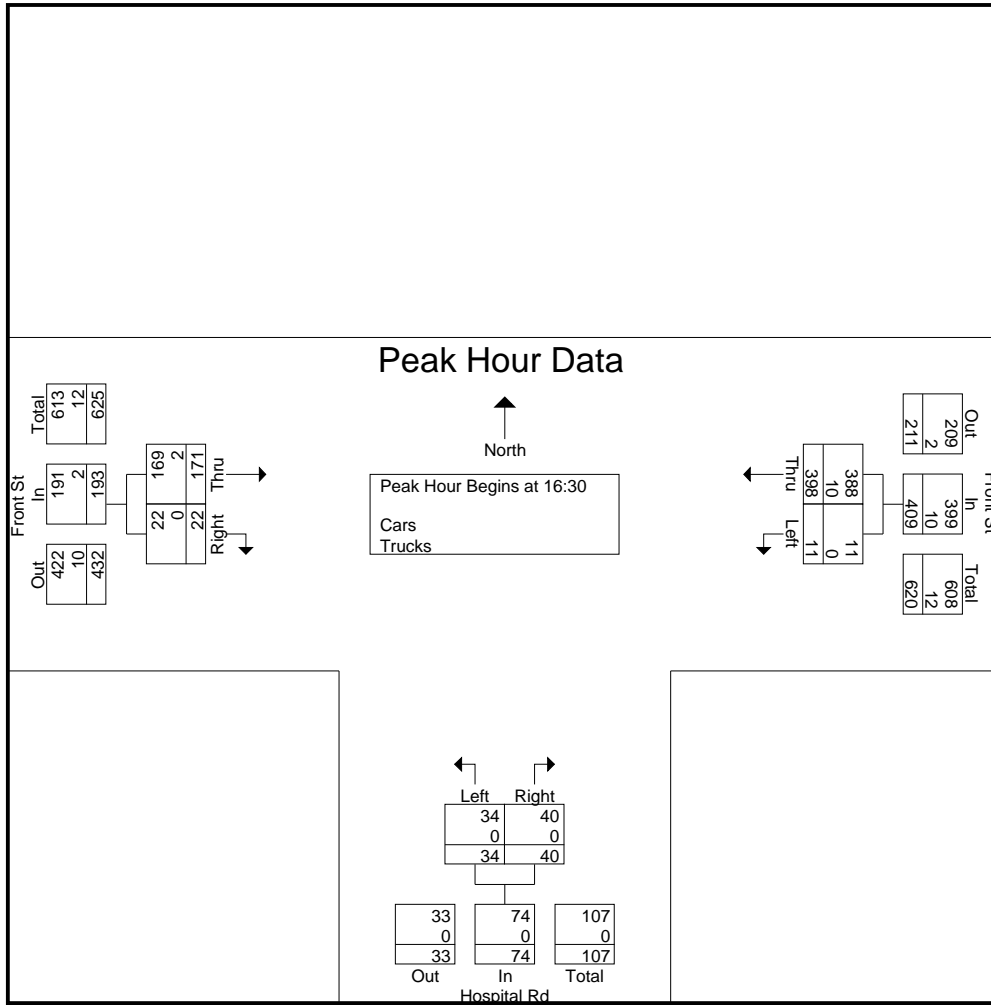 Peak Hour Data
North
Peak Hour Begins at 16:30
Cars
Trucks
Front St
Total
613
12
625
In
191
2
193
Out
422
10
432
Thru
169
2
171
Right
22
0
22
Front St
Out
209
2
211
In
399
10
409
Total
608
12
620
Thru
388
10
398
Left
11
0
11
Left Right
34 40
0 0
34 40
33 74 107
0 0 0
33 74 107
Out In Total
Hospital Rd